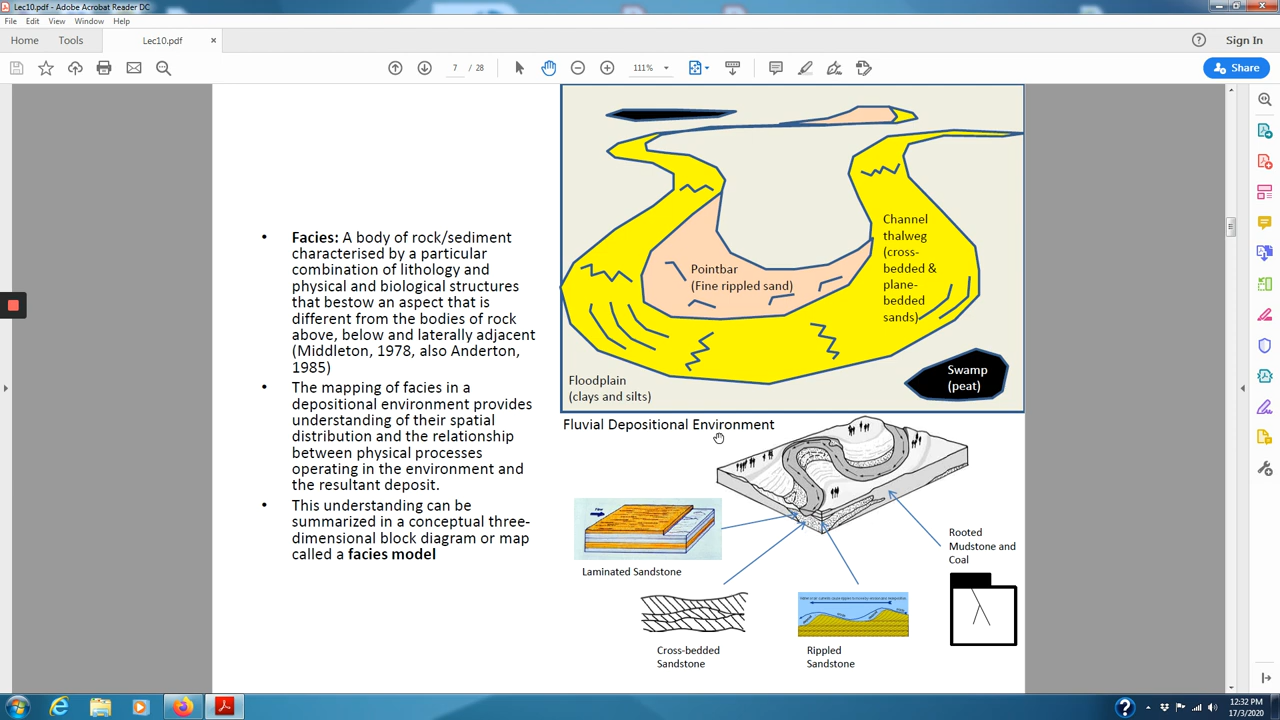 Lec10.pdf - Adobe Acrobat Reader DC
File Edit View Window Help
Home Tools Lec10.pdf × Sign In
7 / 28 111% Share
• Facies: A body of rock/sediment
characterised by a particular
combination of lithology and
physical and biological structures
that bestow an aspect that is
different from the bodies of rock
above, below and laterally adjacent
(Middleton, 1978, also Anderton,
1985)
• The mapping of facies in a
depositional environment provides
understanding of their spatial
distribution and the relationship
between physical processes
operating in the environment and
the resultant deposit.
• This understanding can be
summarized in a conceptual three-
dimensional block diagram or map
called a facies model
Pointbar
(Fine rippled sand)
Channel
thalweg
(cross-
bedded &
plane-
bedded
sands)
Swamp
(peat)
Floodplain
(clays and silts)
Fluvial Depositional Environment
Laminated Sandstone
Cross-bedded
Sandstone
Rippled
Sandstone
Rooted
Mudstone and
Coal
12:32 PM
17/3/2020